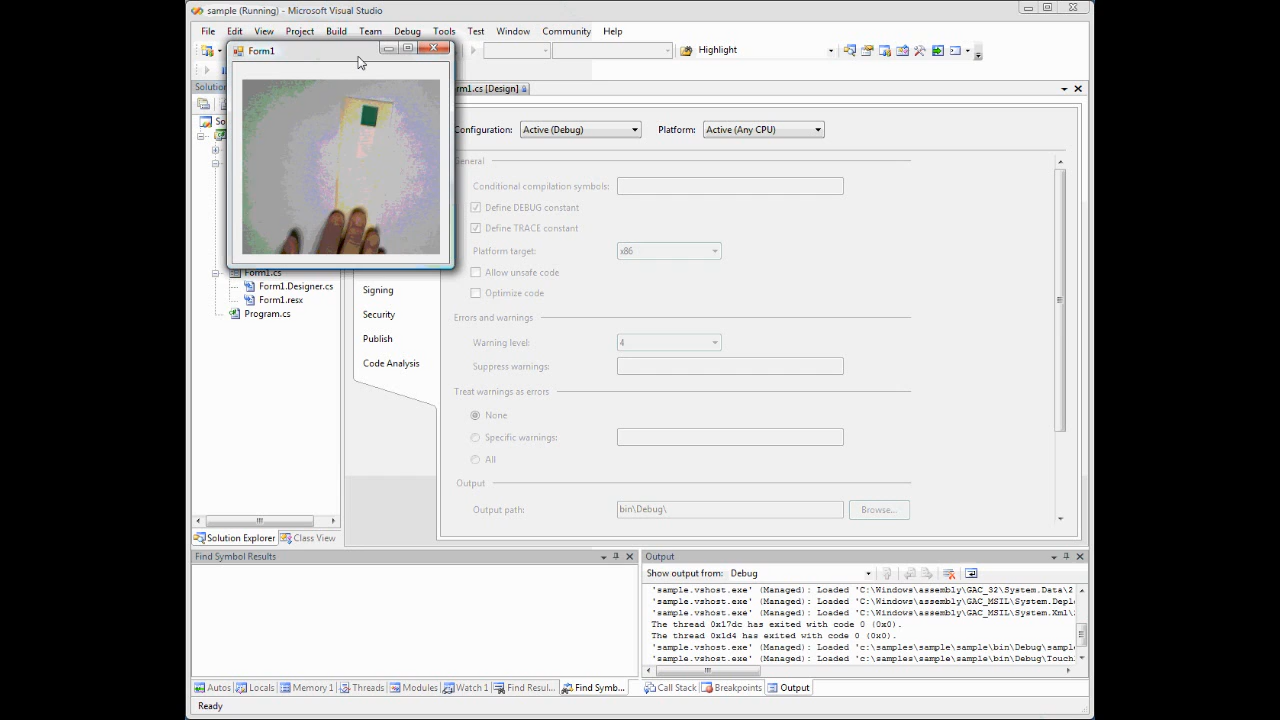 sample (Running) - Microsoft Visual Studio
File Edit View Project Build Team Debug Tools Test Window Community Help
Highlight
Form1
[Design]
Configuration: Active (Debug) Platform: Active (Any CPU)
General
Conditional compilation symbols:
Define DEBUG constant
Define TRACE constant
Platform target: x86
Allow unsafe code
Optimize code
Form1.cs
Form1.Designer.cs
Form1.resx
Program.cs
Signing
Security
Publish
Code Analysis
Errors and warnings
Warning level: 4
Suppress warnings:
Treat warnings as errors
None
Specific warnings:
All
Output
Output path: bin\Debug\ Browse...
Solution Explorer Class View
Find Symbol Results
Output
Show output from: Debug
'sample.vshost.exe' (Managed): Loaded 'C:\Windows\assembly\GAC_32\System.Data\2
'sample.vshost.exe' (Managed): Loaded 'C:\Windows\assembly\GAC_MSIL\System.Depl
'sample.vshost.exe' (Managed): Loaded 'C:\Windows\assembly\GAC_MSIL\System.Xml\2
The thread 0x17dc has exited with code 0 (0x0).
The thread 0x1d4 has exited with code 0 (0x0).
'sample.vshost.exe' (Managed): Loaded 'c:\samples\sample\sample\bin\Debug\samp
'sample.vshost.exe' (Managed): Loaded 'c:\samples\sample\sample\bin\Debug\Touch
Autos Locals Memory 1 Threads Modules Watch 1 Find Resul... Find Symb...
Call Stack Breakpoints Output
Ready